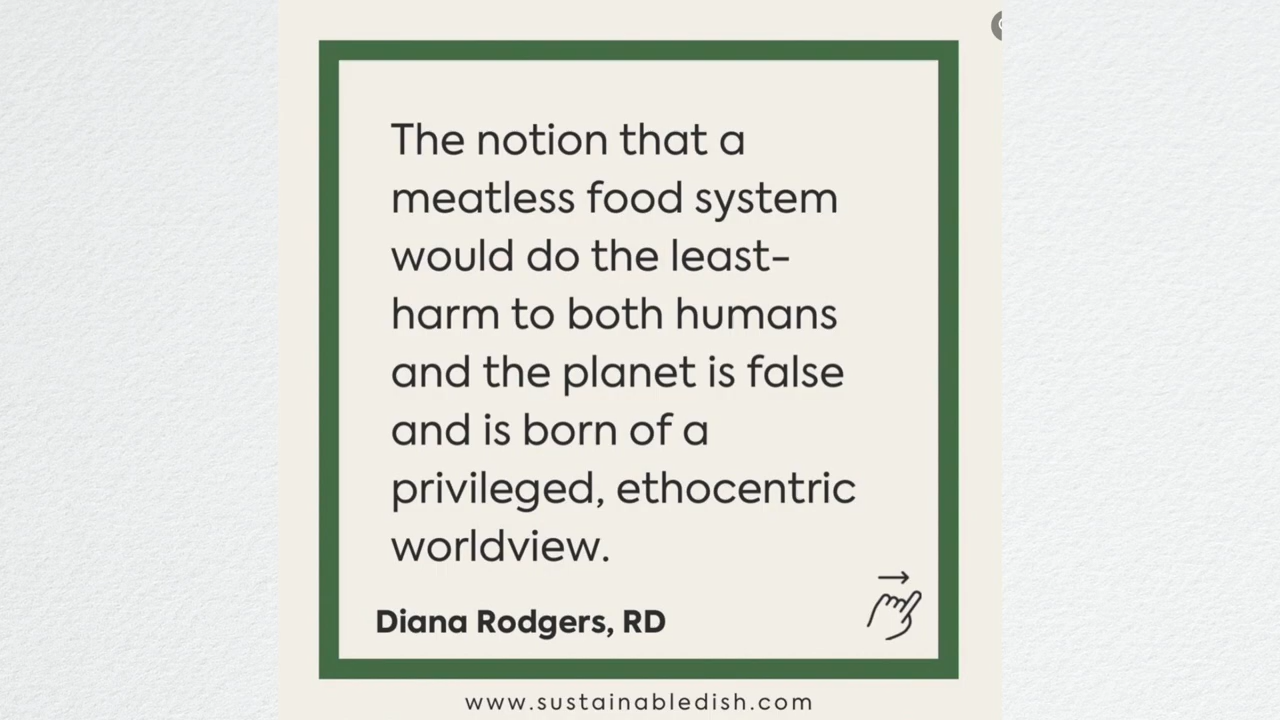 The notion that a
meatless food system
would do the least-
harm to both humans
and the planet is false
and is born of a
privileged, ethocentric
worldview.
Diana Rodgers, RD
www.sustainabledish.com